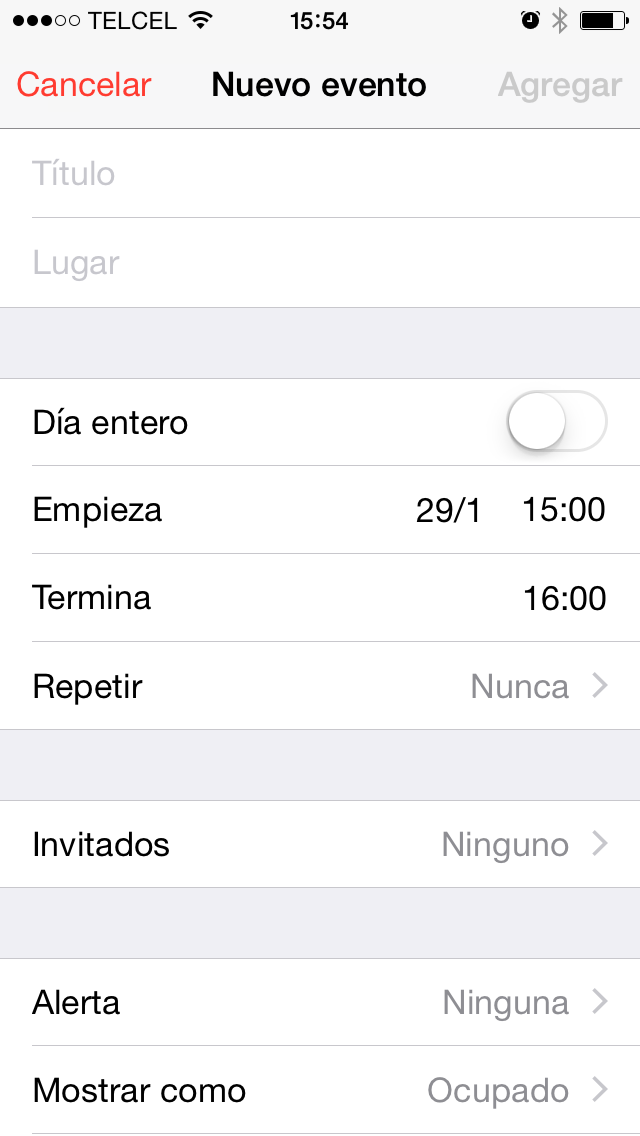 TELCEL 15:54
Cancelar Nuevo evento Agregar
Título
Lugar
Día entero
Empieza 29/1 15:00
Termina 16:00
Repetir Nunca
Invitados Ninguno
Alerta Ninguna
Mostrar como Ocupado